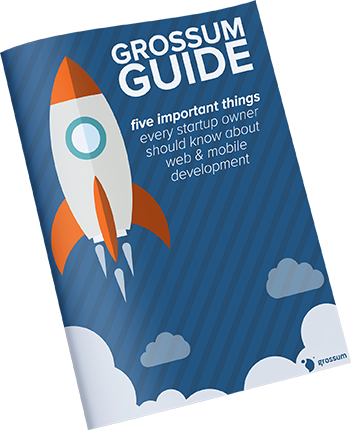 GROSSUM
GUIDE
five important things
every startup owner
should know about
web & mobile
development
grossum